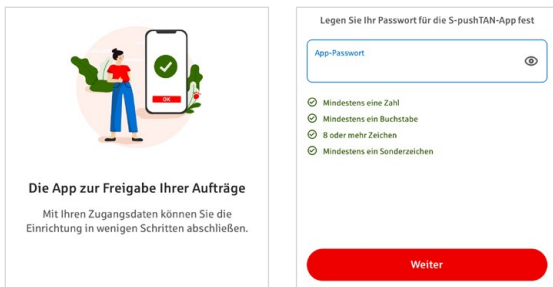 OK
Die App zur Freigabe Ihrer Aufträge
Mit Ihren Zugangsdaten können Sie die
Einrichtung in wenigen Schritten abschließen.
Legen Sie Ihr Passwort für die S-pushTAN-App fest
App-Passwort
Mindestens eine Zahl
Mindestens ein Buchstabe
8 oder mehr Zeichen
Mindestens ein Sonderzeichen
Weiter